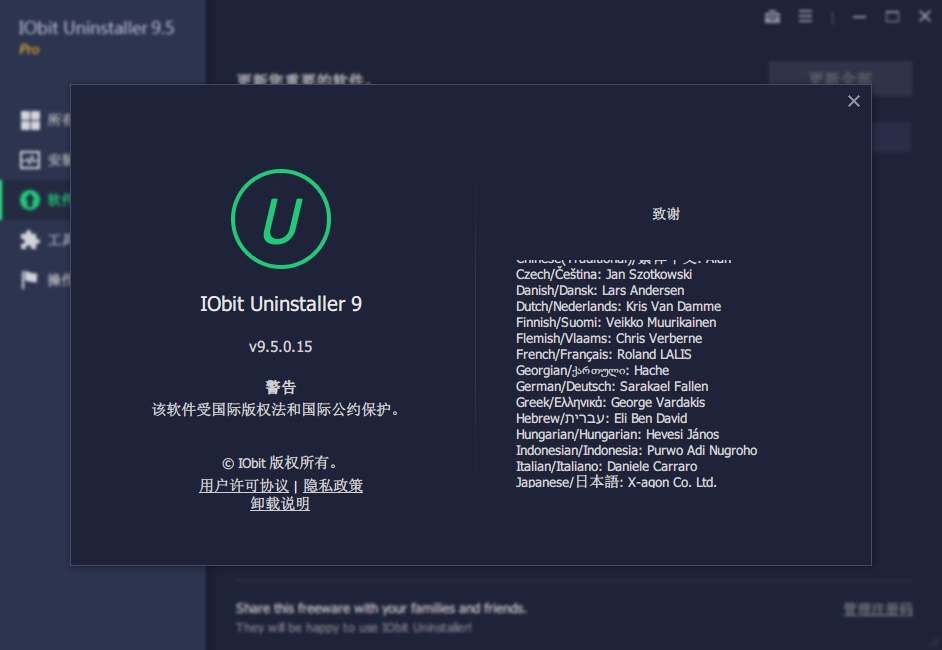 IObit Uninstaller 9.5
Pro
更新您重要的软件。
更新全部
所有
安装
软件
工具
操作
U
IObit Uninstaller 9
v9.5.0.15
警告
该软件受国际版权法和国际公约保护。
© IObit 版权所有。
用户许可协议 | 隐私政策
卸载说明
致谢
Chinese(Traditional)/繁体中文: Alan
Czech/Čeština: Jan Szotkowski
Danish/Dansk: Lars Andersen
Dutch/Nederlands: Kris Van Damme
Finnish/Suomi: Veikko Muurikainen
Flemish/Vlaams: Chris Verberne
French/Français: Roland LALIS
Georgian/ქართული: Hache
German/Deutsch: Sarakael Fallen
Greek/Ελληνικά: George Vardakis
Hebrew/עברית: Eli Ben David
Hungarian/Hungarian: Hevesi János
Indonesian/Indonesia: Purwo Adi Nugroho
Italian/Italiano: Daniele Carraro
Japanese/日本語: X-aqon Co. Ltd.
Share this freeware with your families and friends.
They will be happy to use IObit Uninstaller!
管理注册码